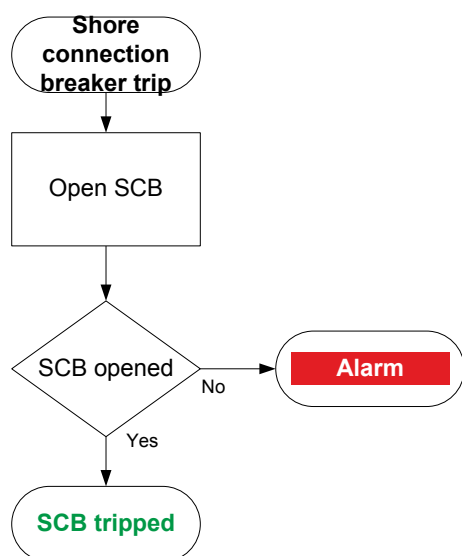 Shore
connection
breaker trip
Open SCB
SCB opened
No
Alarm
Yes
SCB tripped